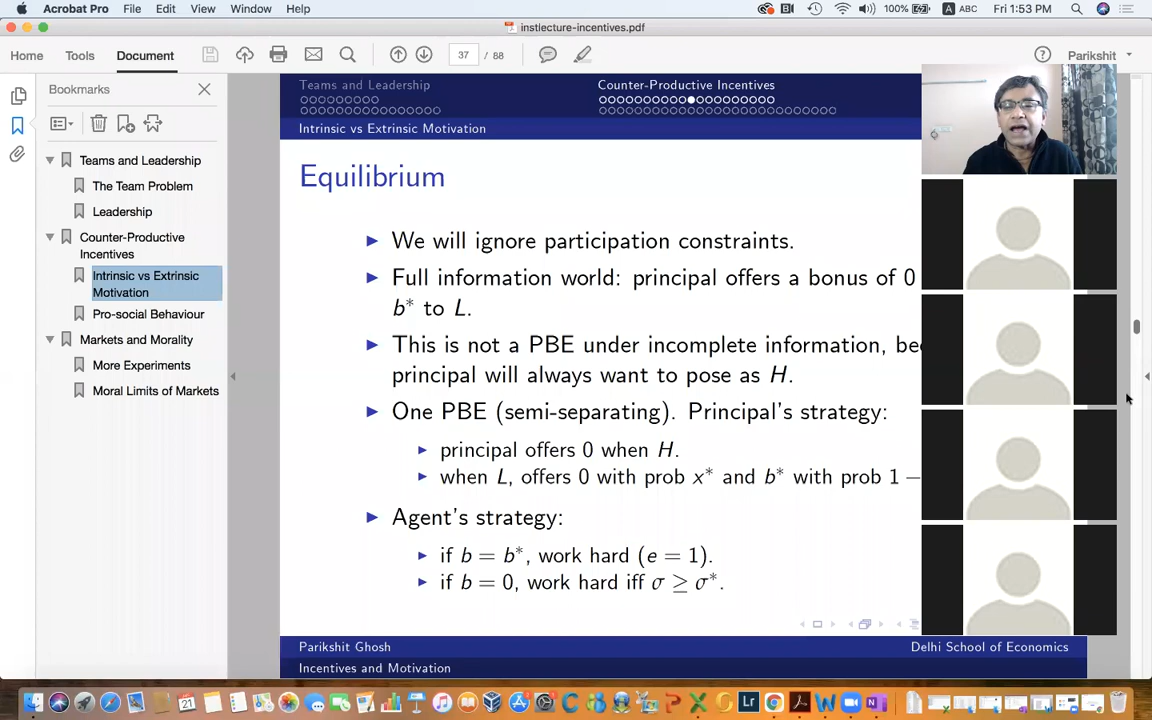 Acrobat Pro File Edit View Window Help 100% A ABC Fri 1:53 PM
instlecture-incentives.pdf
Home Tools Document 37 / 88 Parikshit
Bookmarks
Teams and Leadership
The Team Problem
Leadership
Counter-Productive
Incentives
Intrinsic vs Extrinsic
Motivation
Pro-social Behaviour
Markets and Morality
More Experiments
Moral Limits of Markets
Teams and Leadership Counter-Productive Incentives
Intrinsic vs Extrinsic Motivation
Equilibrium
We will ignore participation constraints.
Full information world: principal offers a bonus of 0
b* to L.
This is not a PBE under incomplete information, bec
principal will always want to pose as H.
One PBE (semi-separating). Principal's strategy:
principal offers 0 when H.
when L, offers 0 with prob x* and b* with prob 1 −
Agent's strategy:
if b = b*, work hard (e = 1).
if b = 0, work hard iff σ ≥ σ*.
Parikshit Ghosh Delhi School of Economics
Incentives and Motivation